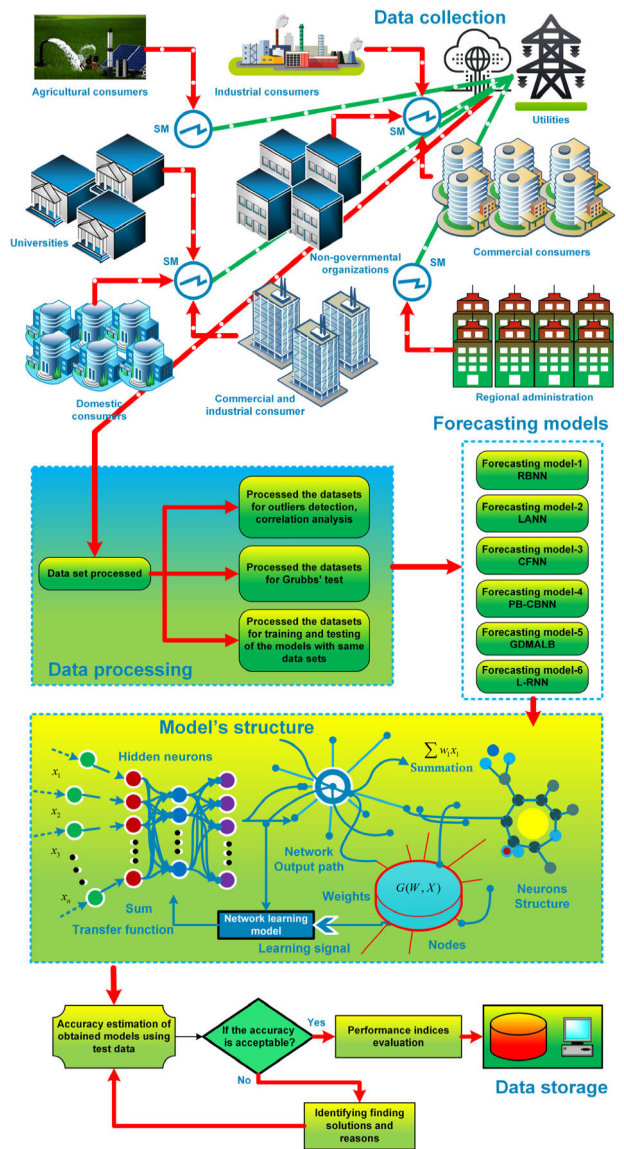 Data collection
Agricultural consumers
Industrial consumers
Utilities
SM
SM
Universities
Non-governmental
organizations
Commercial consumers
SM
SM
Domestic
consumers
Commercial and
industrial consumer
Regional administration
Forecasting models
Forecasting model-1
RBNN
Forecasting model-2
LANN
Forecasting model-3
CFNN
Forecasting model-4
PB-CBNN
Forecasting model-5
GDMALB
Forecasting model-6
L-RNN
Processed the datasets
for outliers detection,
correlation analysis
Data set processed
Processed the datasets
for Grubbs' test
Processed the datasets
for training and testing
of the models with same
data sets
Data processing
Model's structure
Hidden neurons
x₁
x₂
x₃
xₙ
∑ w₁x₁
Summation
Network
Output path
Weights
G(W, X)
Neurons
Structure
Sum
Transfer function
Network learning
model
Learning signal
Nodes
Accuracy estimation of
obtained models using
test data
If the accuracy
is acceptable?
Yes
Performance indices
evaluation
No
Data storage
Identifying finding
solutions and
reasons